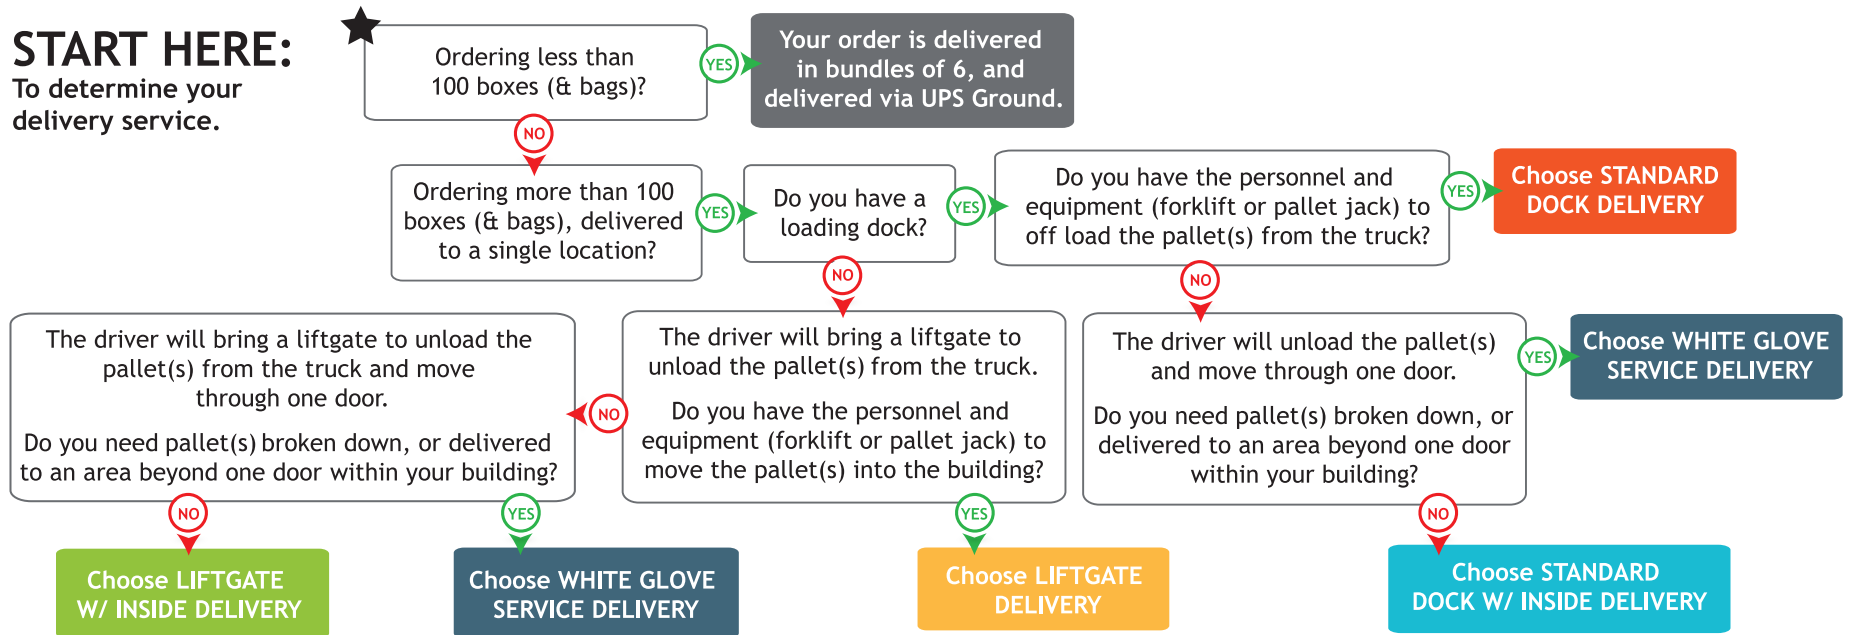 START HERE:
To determine your
delivery service.
Ordering less than
100 boxes (& bags)?
YES
Your order is delivered
in bundles of 6, and
delivered via UPS Ground.
NO
Ordering more than 100
boxes (& bags), delivered
to a single location?
YES
Do you have a
loading dock?
YES
Do you have the personnel and
equipment (forklift or pallet jack) to
off load the pallet(s) from the truck?
YES
Choose STANDARD
DOCK DELIVERY
NO
NO
The driver will bring a liftgate to unload the
pallet(s) from the truck and move
through one door.
Do you need pallet(s) broken down, or delivered
to an area beyond one door within your building?
NO
The driver will bring a liftgate to
unload the pallet(s) from the truck.
Do you have the personnel and
equipment (forklift or pallet jack) to
move the pallet(s) into the building?
The driver will unload the pallet(s)
and move through one door.
Do you need pallet(s) broken down, or
delivered to an area beyond one door
within your building?
YES
Choose WHITE GLOVE
SERVICE DELIVERY
NO
YES
YES
NO
Choose LIFTGATE
W/ INSIDE DELIVERY
Choose WHITE GLOVE
SERVICE DELIVERY
Choose LIFTGATE
DELIVERY
Choose STANDARD
DOCK W/ INSIDE DELIVERY